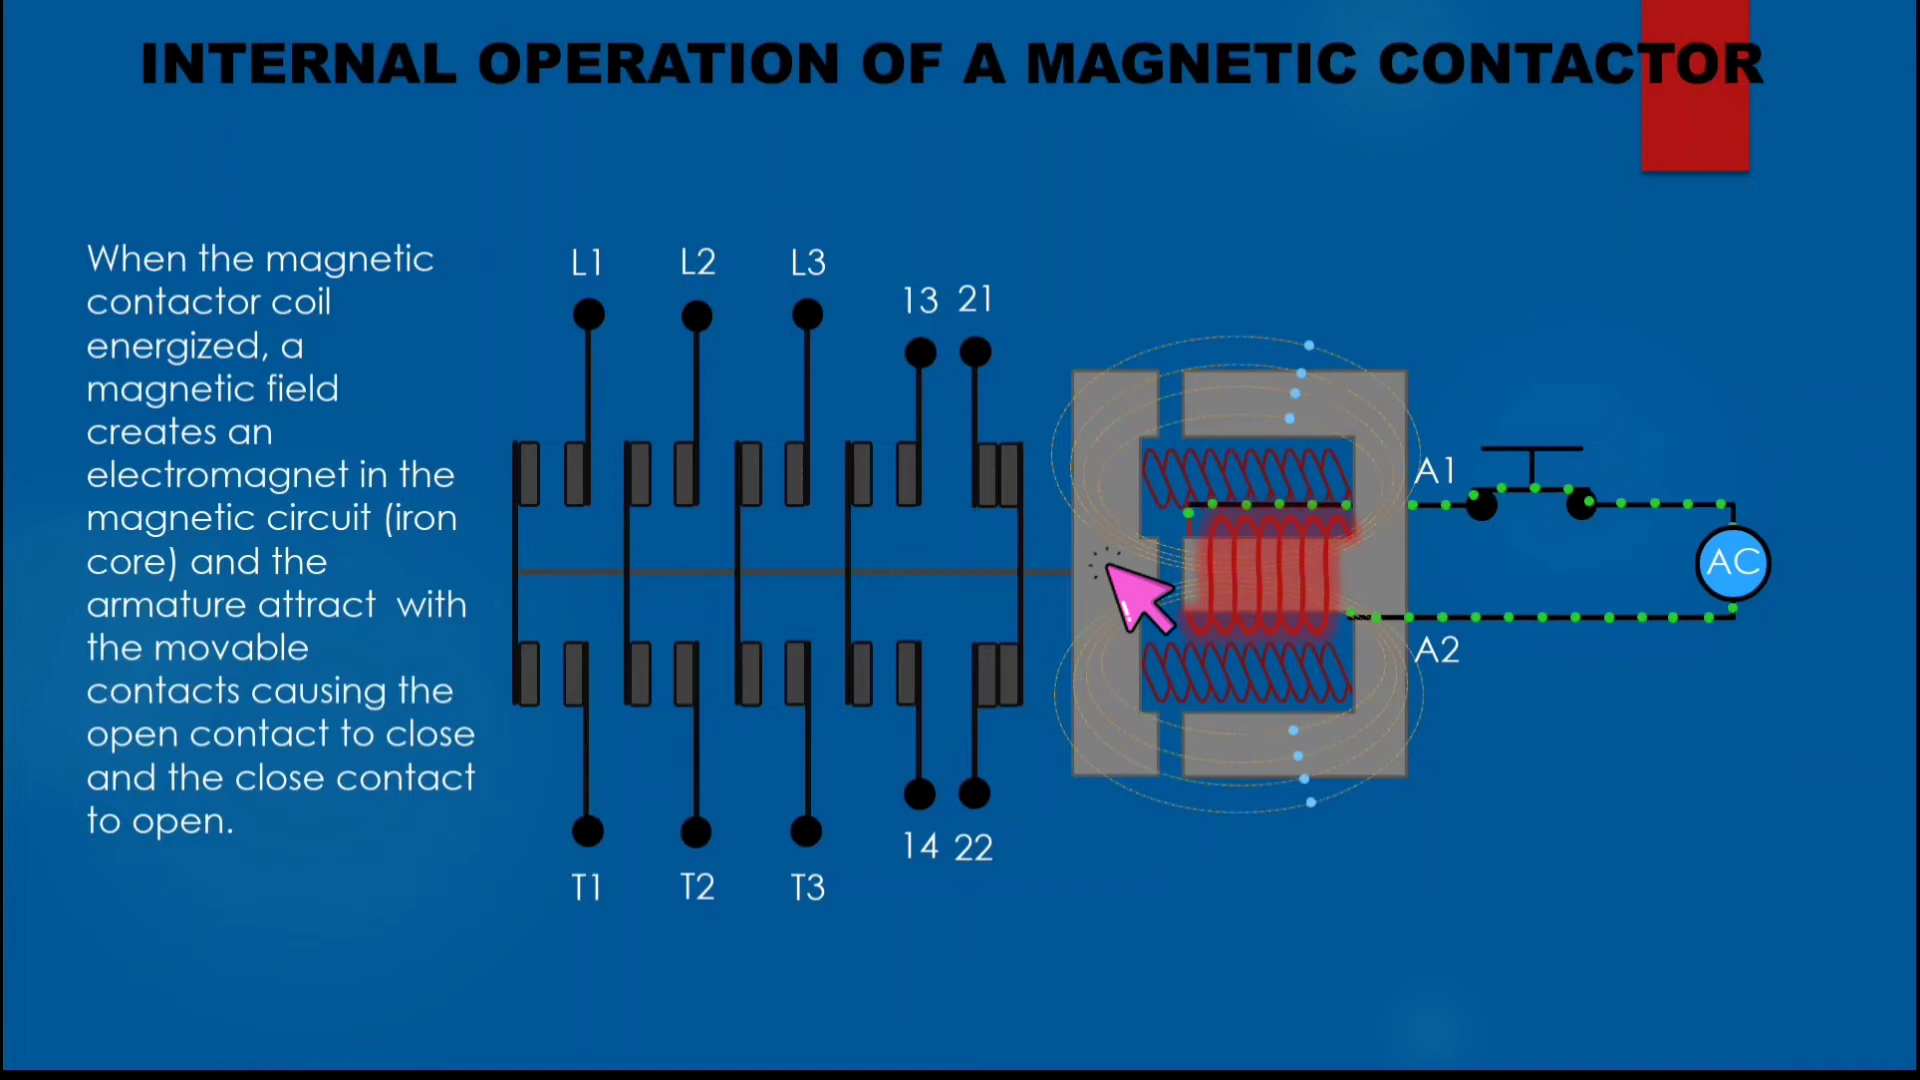 INTERNAL OPERATION OF A MAGNETIC CONTACTOR
When the magnetic
contactor coil
energized, a
magnetic field
creates an
electromagnet in the
magnetic circuit (iron
core) and the
armature attract  with
the movable
contacts causing the
open contact to close
and the close contact
to open.
L1 L2 L3
13 21
A1
AC
A2
14 22
T1 T2 T3